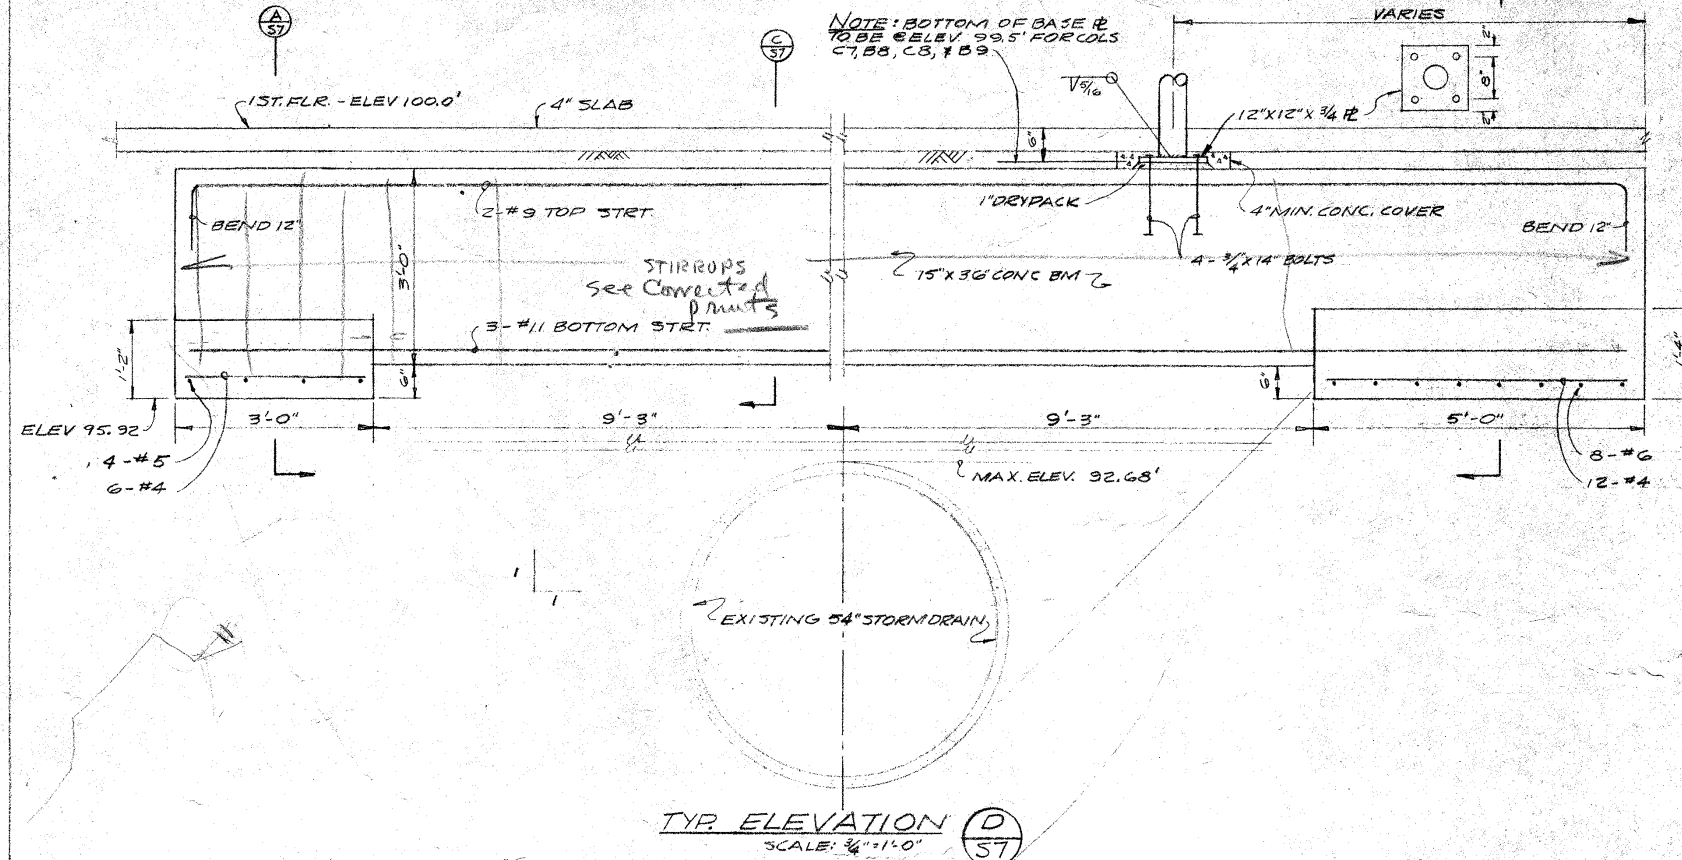 A
S7
C
S7
NOTE: BOTTOM OF BASE PL
TO BE @ ELEV 99.5' FOR COLS
C7, B8, C8, & B9
VARIES
2"
8"
2"
5/16
1ST. FLR. - ELEV 100.0'
4" SLAB
12"X12"X 3/4 PL
6"
BEND 12"
2-#9 TOP STRT.
1" DRYPACK
4" MIN. CONC. COVER
BEND 12"
3'-0"
STIRRUPS
see Corrected
prints
15"X36" CONC BM
4-3/4"X14" BOLTS
3-#11 BOTTOM STRT.
1'-2"
6"
6"
1'-4"
ELEV 95.92
3'-0"
9'-3"
9'-3"
5'-0"
4-#5
6-#4
8-#6
12-#4
MAX. ELEV. 92.68'
1
1
EXISTING 54" STORM DRAIN
TYP. ELEVATION
D
S7
SCALE: 3/4"=1'-0"